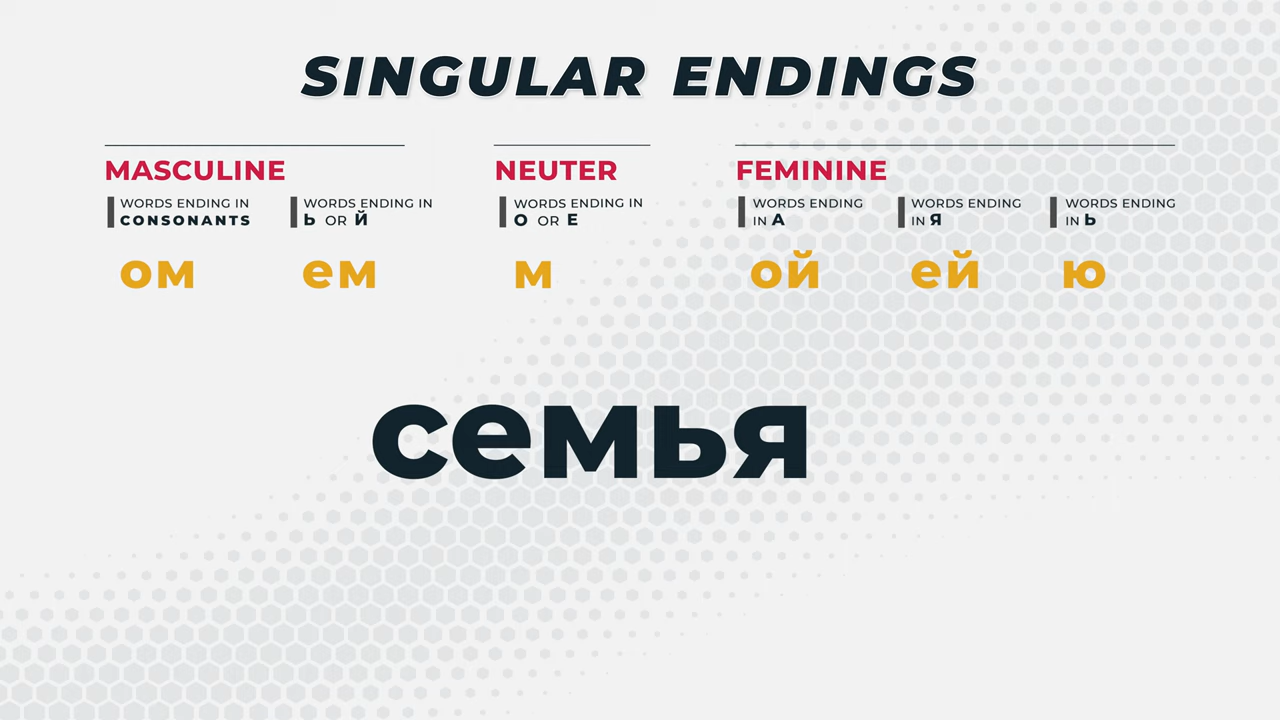 SINGULAR ENDINGS
MASCULINE
WORDS ENDING IN
CONSONANTS
ом
WORDS ENDING IN
Ь OR Й
ем
NEUTER
WORDS ENDING IN
О OR Е
м
FEMININE
WORDS ENDING
IN А
ой
WORDS ENDING
IN Я
ей
WORDS ENDING
IN Ь
ю
семья